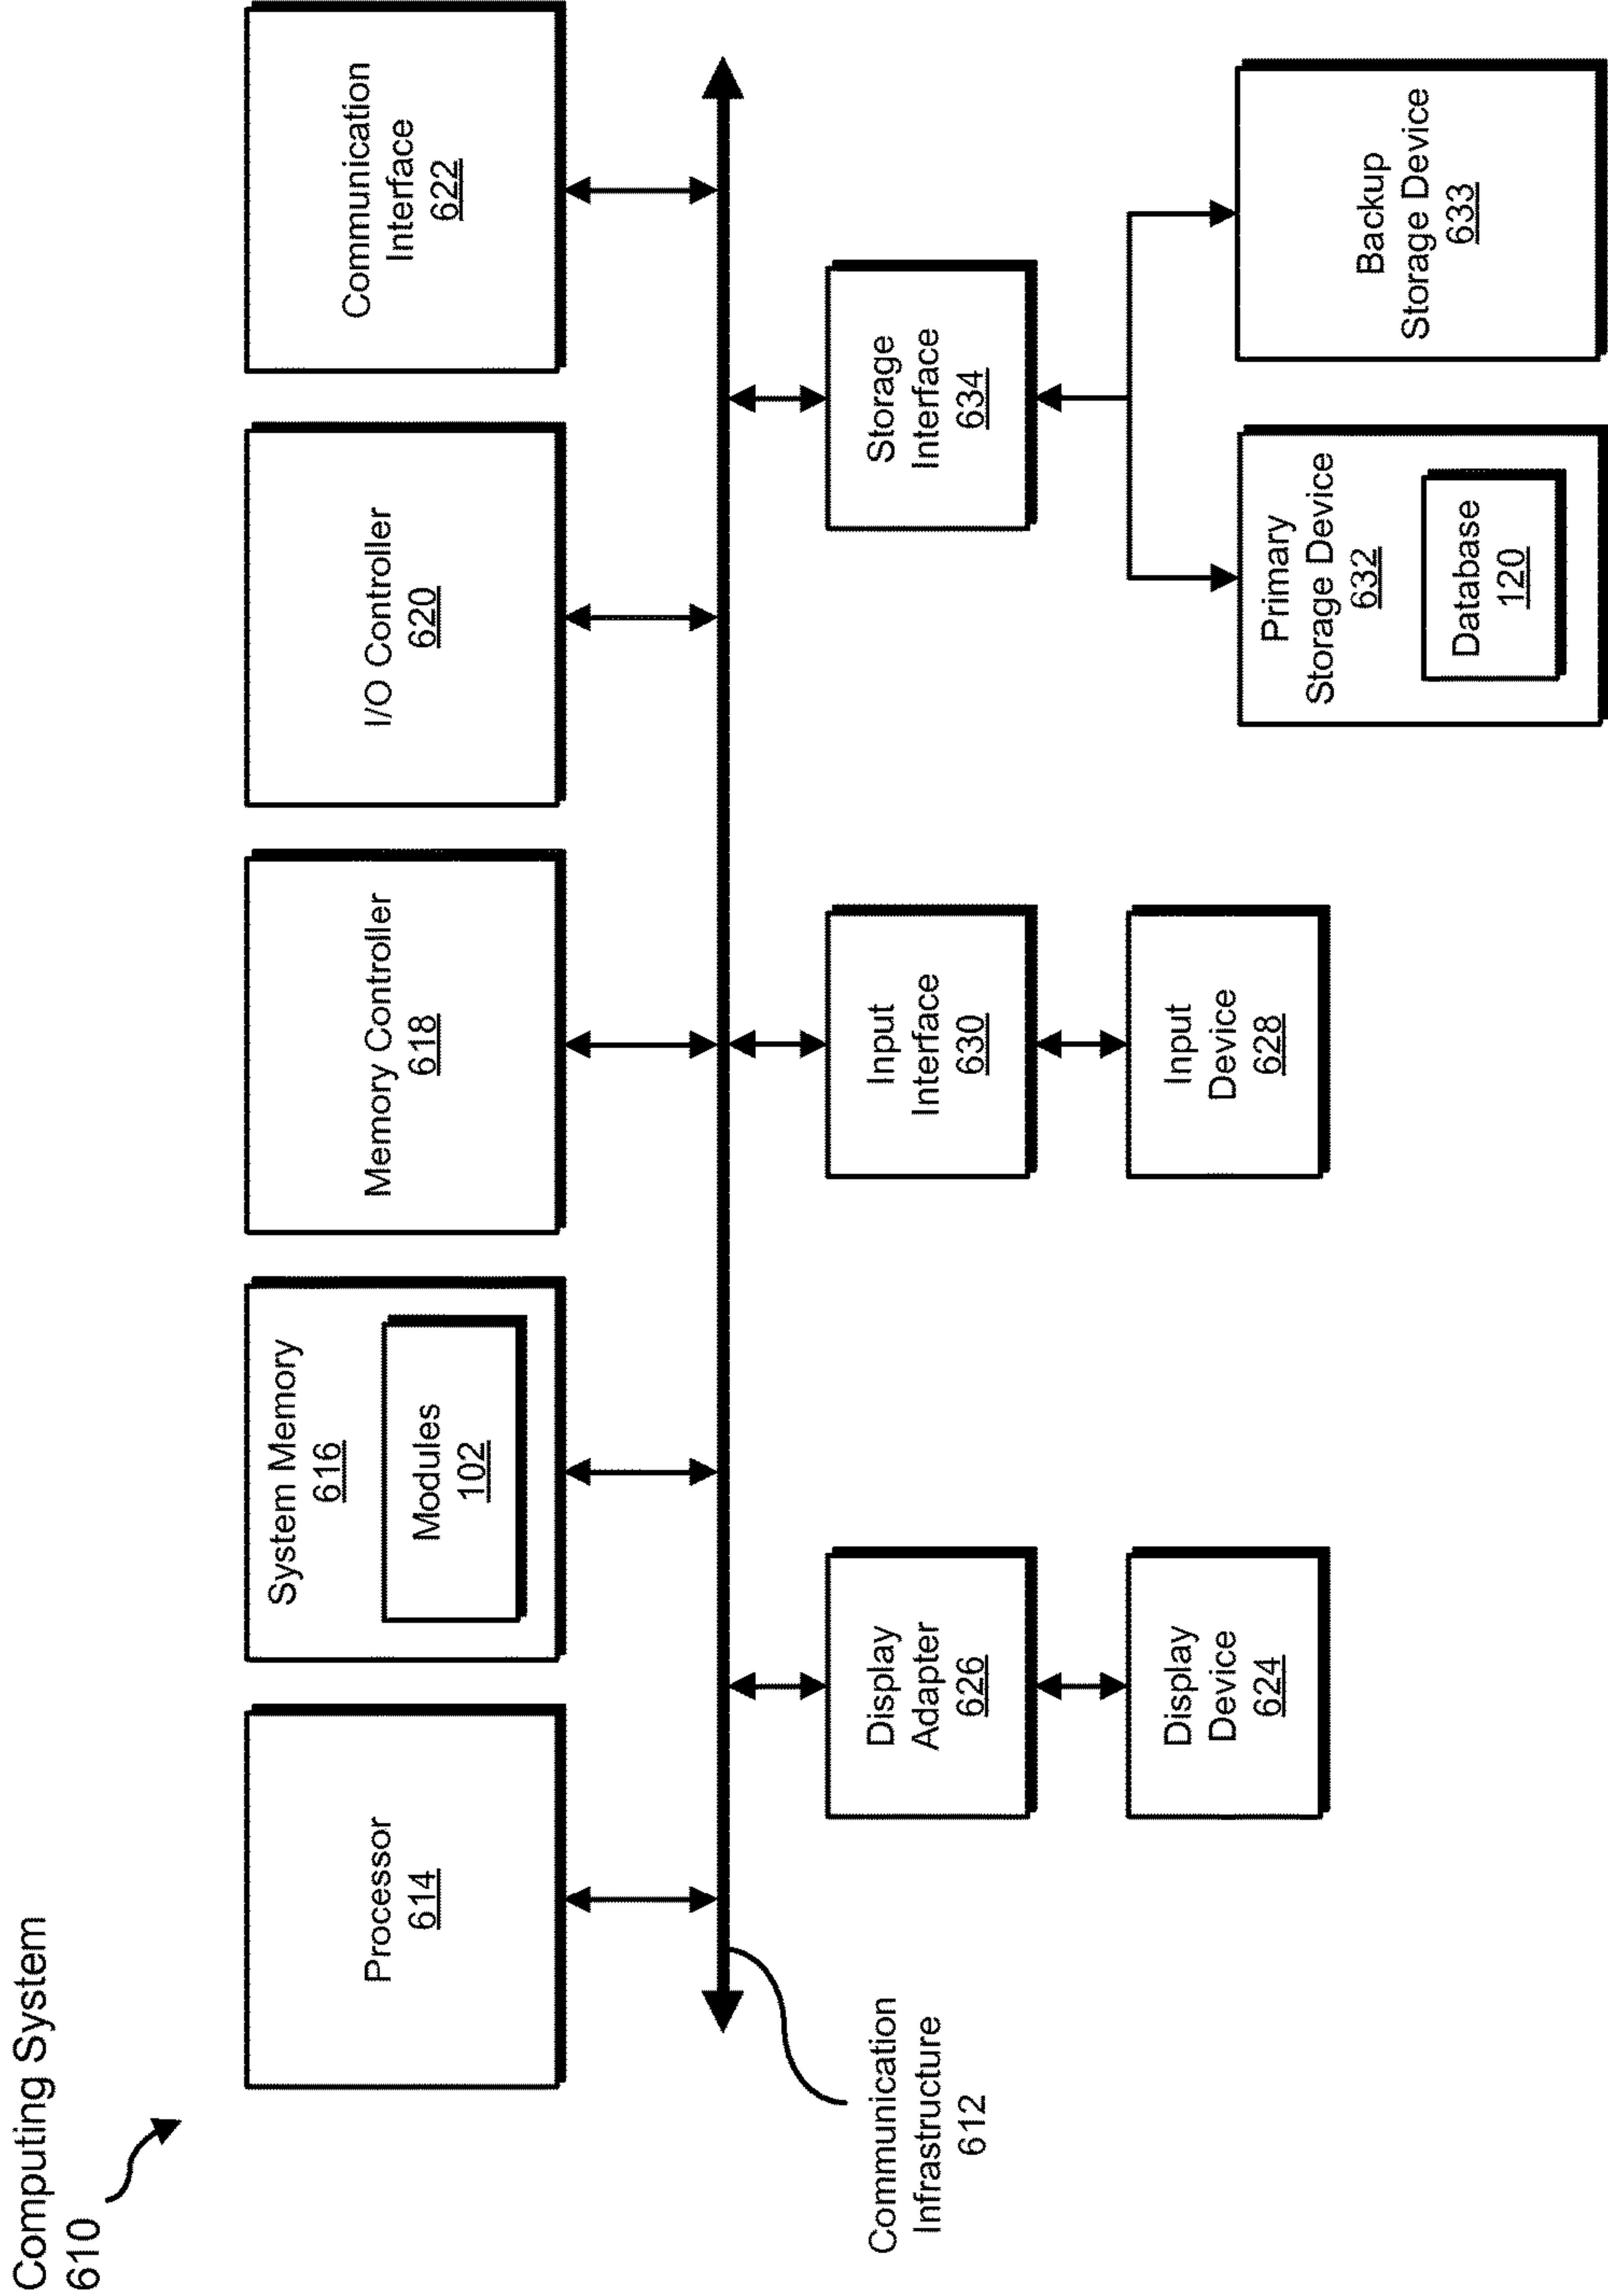 Computing System
610
Processor
614
System Memory
616
Modules
102
Memory Controller
618
I/O Controller
620
Communication
Interface
622
Communication
Infrastructure
612
Display
Adapter
626
Input
Interface
630
Storage
Interface
634
Display
Device
624
Input
Device
628
Primary
Storage Device
632
Database
120
Backup
Storage Device
633